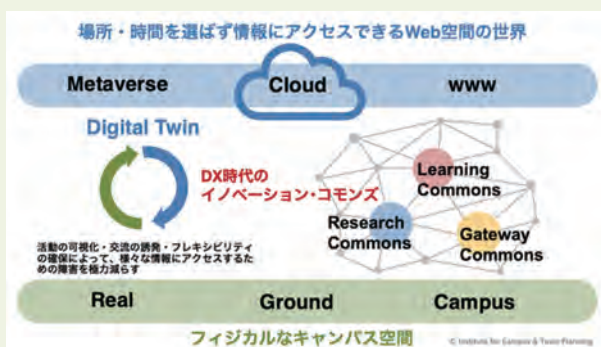 場所・時間を選ばず情報にアクセスできるWeb空間の世界
Metaverse
Cloud
www
Digital Twin
DX時代の
イノベーション・コモンズ
Learning
Commons
Research
Commons
Gateway
Commons
活動の可視化・交流の誘発・フレキシビリティ
の確保によって、様々な情報にアクセスするた
めの障害を極力減らす
Real
Ground
Campus
フィジカルなキャンパス空間
© Institute for Campus & Town Planning